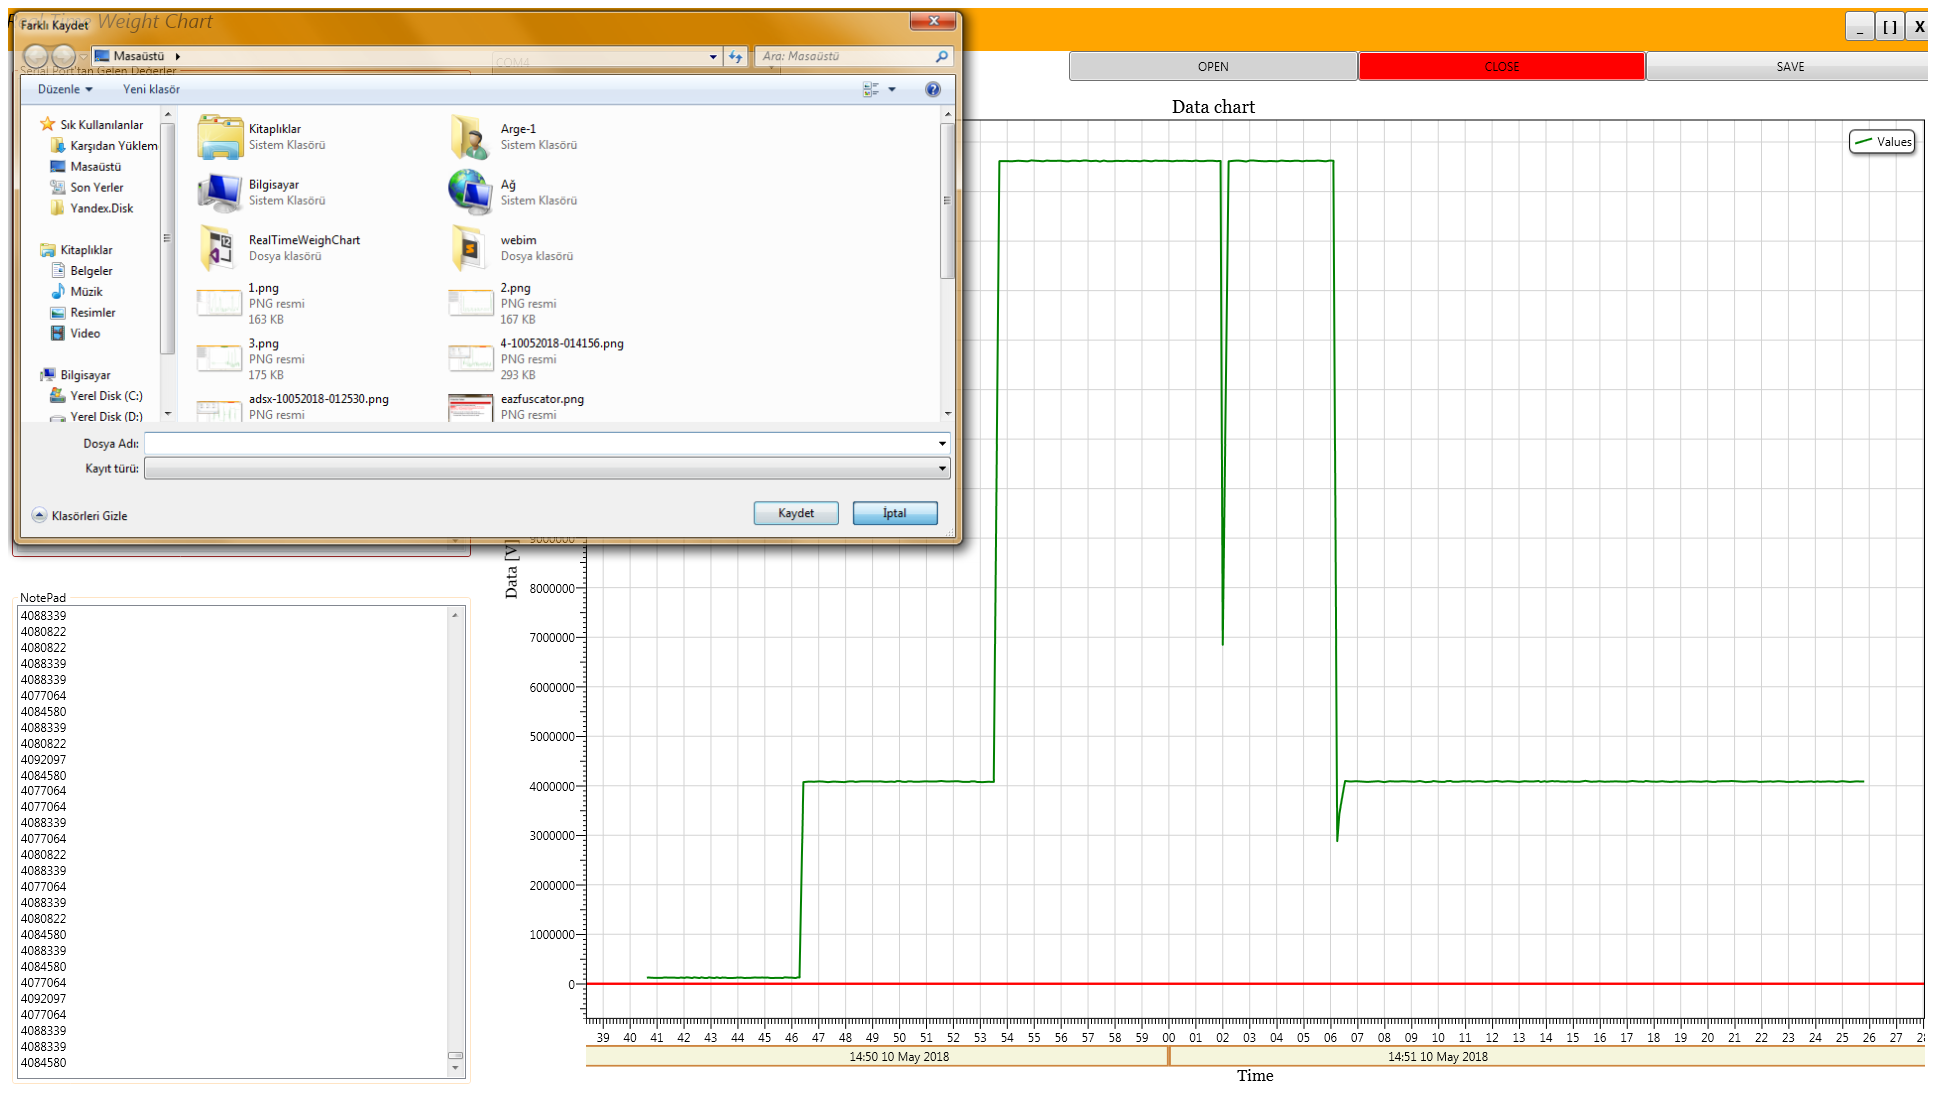 Real Time Weight Chart
Farklı Kaydet
_
[ ]
X
Masaüstü
Ara: Masaüstü
COM4
Serial Port'tan Gelen Değerler
OPEN
CLOSE
SAVE
Düzenle
Yeni klasör
Sık Kullanılanlar
Karşıdan Yüklem
Masaüstü
Son Yerler
Yandex.Disk
Kitaplıklar
Belgeler
Müzik
Resimler
Video
Bilgisayar
Yerel Disk (C:)
Yerel Disk (D:)
Kitaplıklar
Sistem Klasörü
Arge-1
Sistem Klasörü
Bilgisayar
Sistem Klasörü
Ağ
Sistem Klasörü
RealTimeWeighChart
Dosya klasörü
webim
Dosya klasörü
1.png
PNG resmi
163 KB
2.png
PNG resmi
167 KB
3.png
PNG resmi
175 KB
4-10052018-014156.png
PNG resmi
293 KB
adsx-10052018-012530.png
PNG resmi
eazfuscator.png
PNG resmi
Dosya Adı:
Kayıt türü:
Klasörleri Gizle
Kaydet
İptal
NotePad
4088339
4080822
4080822
4088339
4088339
4077064
4084580
4088339
4080822
4092097
4084580
4077064
4077064
4088339
4077064
4080822
4088339
4077064
4088339
4080822
4084580
4088339
4084580
4077064
4092097
4077064
4088339
4088339
4084580
Data chart
Values
Data [V]
9000000
8000000
7000000
6000000
5000000
4000000
3000000
2000000
1000000
0
39 40 41 42 43 44 45 46 47 48 49 50 51 52 53 54 55 56 57 58 59 00 01 02 03 04 05 06 07 08 09 10 11 12 13 14 15 16 17 18 19 20 21 22 23 24 25 26 27 28
14:50 10 May 2018
14:51 10 May 2018
Time